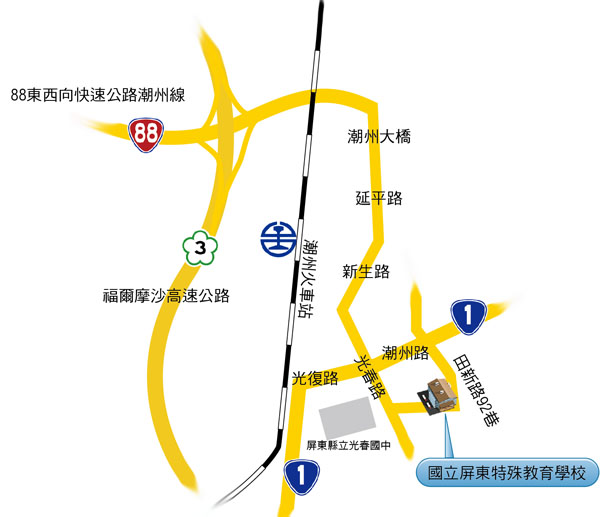 88東西向快速公路潮州線
88
潮州大橋
延平路
3
潮州火車站
新生路
福爾摩沙高速公路
1
潮州路
光春路
田新路92巷
光復路
屏東縣立光春國中
1
國立屏東特殊教育學校